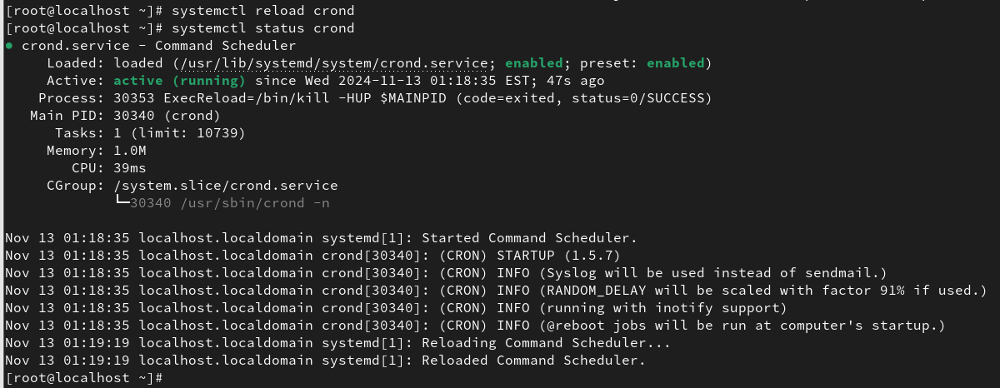 [root@localhost ~]# systemctl reload crond
[root@localhost ~]# systemctl status crond
● crond.service - Command Scheduler
     Loaded: loaded (/usr/lib/systemd/system/crond.service; enabled; preset: enabled)
     Active: active (running) since Wed 2024-11-13 01:18:35 EST; 47s ago
    Process: 30353 ExecReload=/bin/kill -HUP $MAINPID (code=exited, status=0/SUCCESS)
   Main PID: 30340 (crond)
      Tasks: 1 (limit: 10739)
     Memory: 1.0M
        CPU: 39ms
     CGroup: /system.slice/crond.service
             └─30340 /usr/sbin/crond -n
Nov 13 01:18:35 localhost.localdomain systemd[1]: Started Command Scheduler.
Nov 13 01:18:35 localhost.localdomain crond[30340]: (CRON) STARTUP (1.5.7)
Nov 13 01:18:35 localhost.localdomain crond[30340]: (CRON) INFO (Syslog will be used instead of sendmail.)
Nov 13 01:18:35 localhost.localdomain crond[30340]: (CRON) INFO (RANDOM_DELAY will be scaled with factor 91% if used.)
Nov 13 01:18:35 localhost.localdomain crond[30340]: (CRON) INFO (running with inotify support)
Nov 13 01:18:35 localhost.localdomain crond[30340]: (CRON) INFO (@reboot jobs will be run at computer's startup.)
Nov 13 01:19:19 localhost.localdomain systemd[1]: Reloading Command Scheduler...
Nov 13 01:19:19 localhost.localdomain systemd[1]: Reloaded Command Scheduler.
[root@localhost ~]#